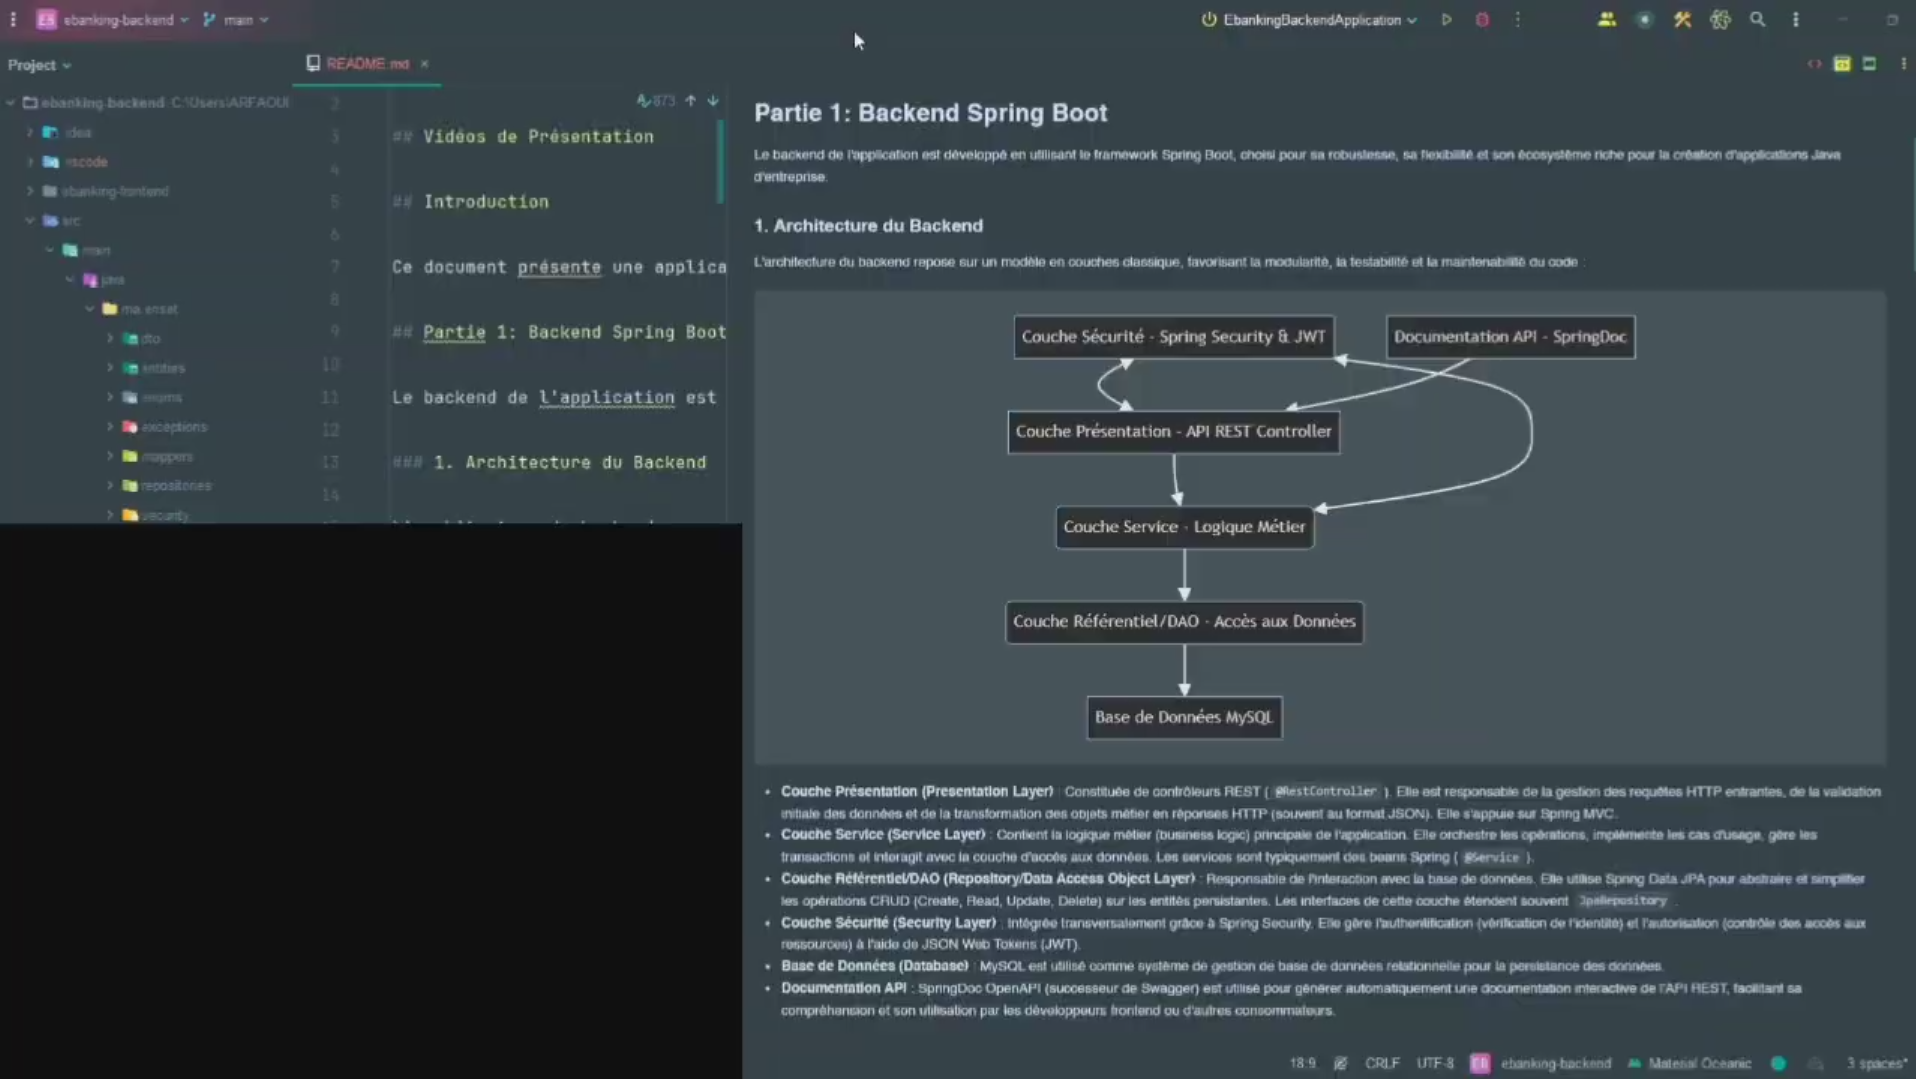 EB ebanking-backend main
EbankingBackendApplication
Project
README.md
ebanking-backend C:\Users\ARFAOUI
.idea
.vscode
ebanking-frontend
src
main
java
ma.enset
dto
entities
enums
exceptions
mappers
repositories
security
873
2
3 ## Vidéos de Présentation
4
5 ## Introduction
6
7 Ce document présente une applica
8
9 ## Partie 1: Backend Spring Boot
10
11 Le backend de l'application est
12
13 ### 1. Architecture du Backend
14
Partie 1: Backend Spring Boot
Le backend de l'application est développé en utilisant le framework Spring Boot, choisi pour sa robustesse, sa flexibilité et son écosystème riche pour la création d'applications Java
d'entreprise.
1. Architecture du Backend
L'architecture du backend repose sur un modèle en couches classique, favorisant la modularité, la testabilité et la maintenabilité du code :
Couche Sécurité - Spring Security & JWT
Documentation API - SpringDoc
Couche Présentation - API REST Controller
Couche Service - Logique Métier
Couche Référentiel/DAO - Accès aux Données
Base de Données MySQL
• Couche Présentation (Presentation Layer) : Constituée de contrôleurs REST ( @RestController ). Elle est responsable de la gestion des requêtes HTTP entrantes, de la validation
initiale des données et de la transformation des objets métier en réponses HTTP (souvent au format JSON). Elle s'appuie sur Spring MVC.
• Couche Service (Service Layer) : Contient la logique métier (business logic) principale de l'application. Elle orchestre les opérations, implémente les cas d'usage, gère les
transactions et interagit avec la couche d'accès aux données. Les services sont typiquement des beans Spring ( @Service ).
• Couche Référentiel/DAO (Repository/Data Access Object Layer) : Responsable de l'interaction avec la base de données. Elle utilise Spring Data JPA pour abstraire et simplifier
les opérations CRUD (Create, Read, Update, Delete) sur les entités persistantes. Les interfaces de cette couche étendent souvent JpaRepository .
• Couche Sécurité (Security Layer) : Intégrée transversalement grâce à Spring Security. Elle gère l'authentification (vérification de l'identité) et l'autorisation (contrôle des accès aux
ressources) à l'aide de JSON Web Tokens (JWT).
• Base de Données (Database) : MySQL est utilisé comme système de gestion de base de données relationnelle pour la persistance des données.
• Documentation API : SpringDoc OpenAPI (successeur de Swagger) est utilisé pour générer automatiquement une documentation interactive de l'API REST, facilitant sa
compréhension et son utilisation par les développeurs frontend ou d'autres consommateurs.
18:9 CRLF UTF-8 EB ebanking-backend Material Oceanic 3 spaces*